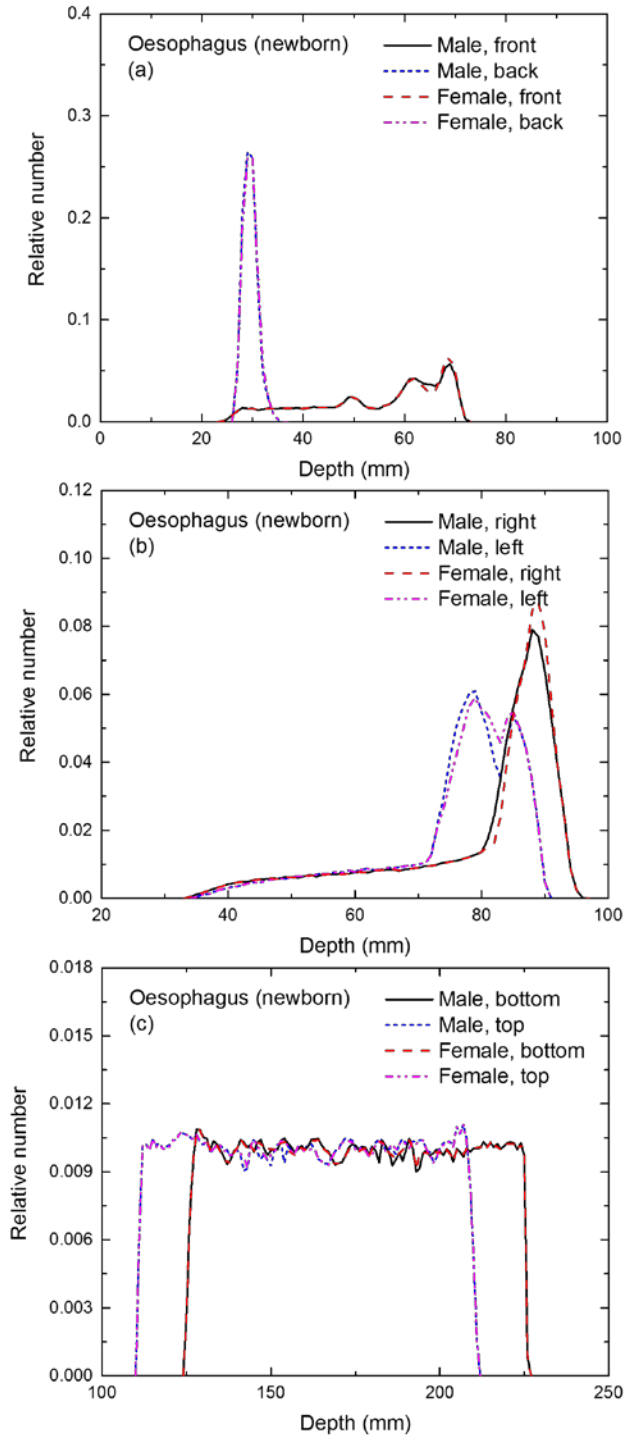 Oesophagus (newborn)
(a)
Male, front
Male, back
Female, front
Female, back
Relative number
0.4
0.3
0.2
0.1
0.0
0 20 40 60 80 100
Depth (mm)
Oesophagus (newborn)
(b)
Male, right
Male, left
Female, right
Female, left
Relative number
0.12
0.10
0.08
0.06
0.04
0.02
0.00
20 40 60 80 100
Depth (mm)
Oesophagus (newborn)
(c)
Male, bottom
Male, top
Female, bottom
Female, top
Relative number
0.018
0.015
0.012
0.009
0.006
0.003
0.000
100 150 200 250
Depth (mm)